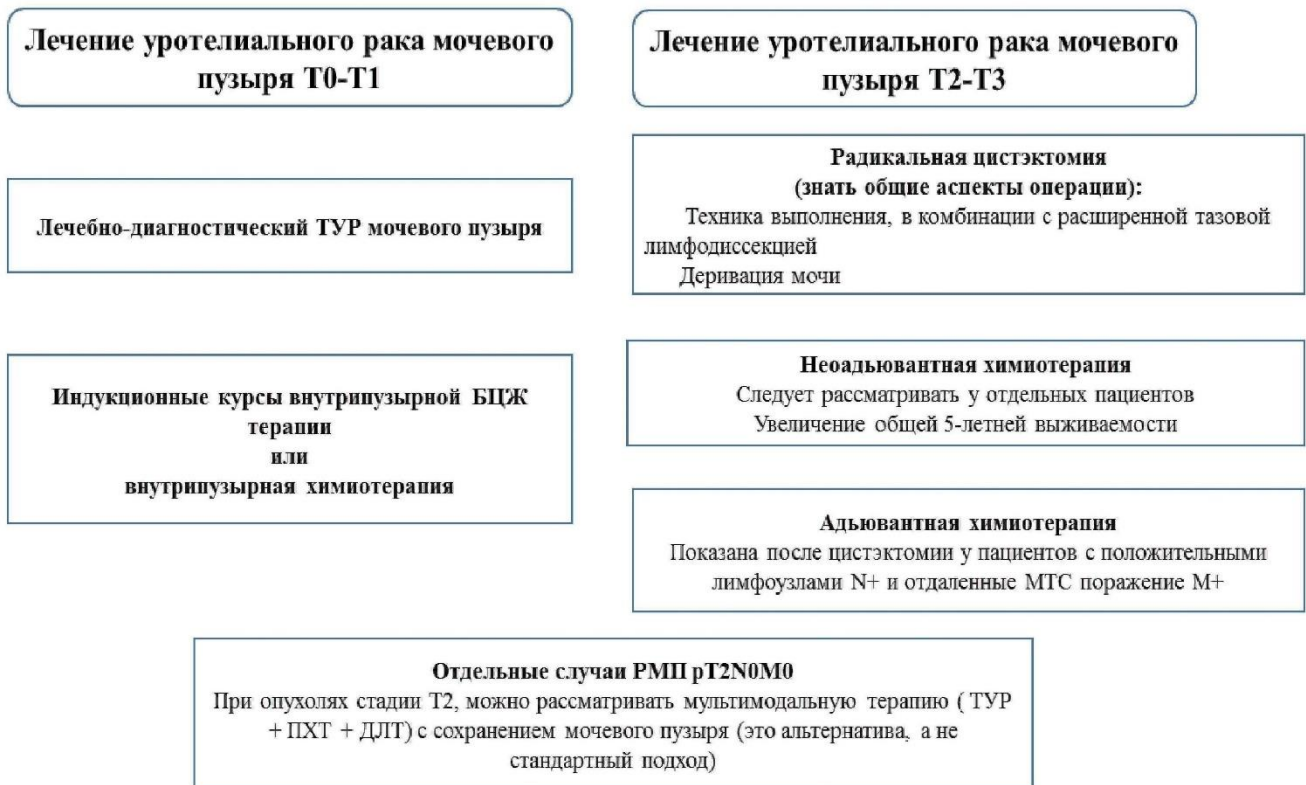 Лечение уротелиального рака мочевого
пузыря Т0-Т1
Лечебно-диагностический ТУР мочевого пузыря
Индукционные курсы внутрипузырной БЦЖ
терапии
или
внутрипузырная химиотерапия
Лечение уротелиального рака мочевого
пузыря Т2-Т3
Радикальная цистэктомия
(знать общие аспекты операции):
Техника выполнения, в комбинации с расширенной тазовой
лимфодиссекцией
Деривация мочи
Неоадьювантная химиотерапия
Следует рассматривать у отдельных пациентов
Увеличение общей 5-летней выживаемости
Адьювантная химиотерапия
Показана после цистэктомии у пациентов с положительными
лимфоузлами N+ и отдаленные МТС поражение М+
Отдельные случаи РМП рТ2N0M0
При опухолях стадии Т2, можно рассматривать мультимодальную терапию ( ТУР
+ ПХТ + ДЛТ) с сохранением мочевого пузыря (это альтернатива, а не
стандартный подход)